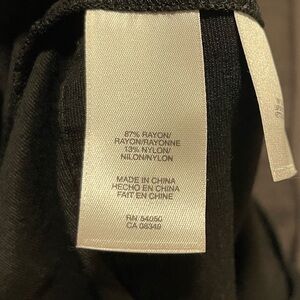 87% RAYON/
RAYON/RAYONNE
13% NYLON/
NILON/NYLON
MADE IN CHINA
HECHO EN CHINA
FAIT EN CHINE
RN 54050
CA 08349